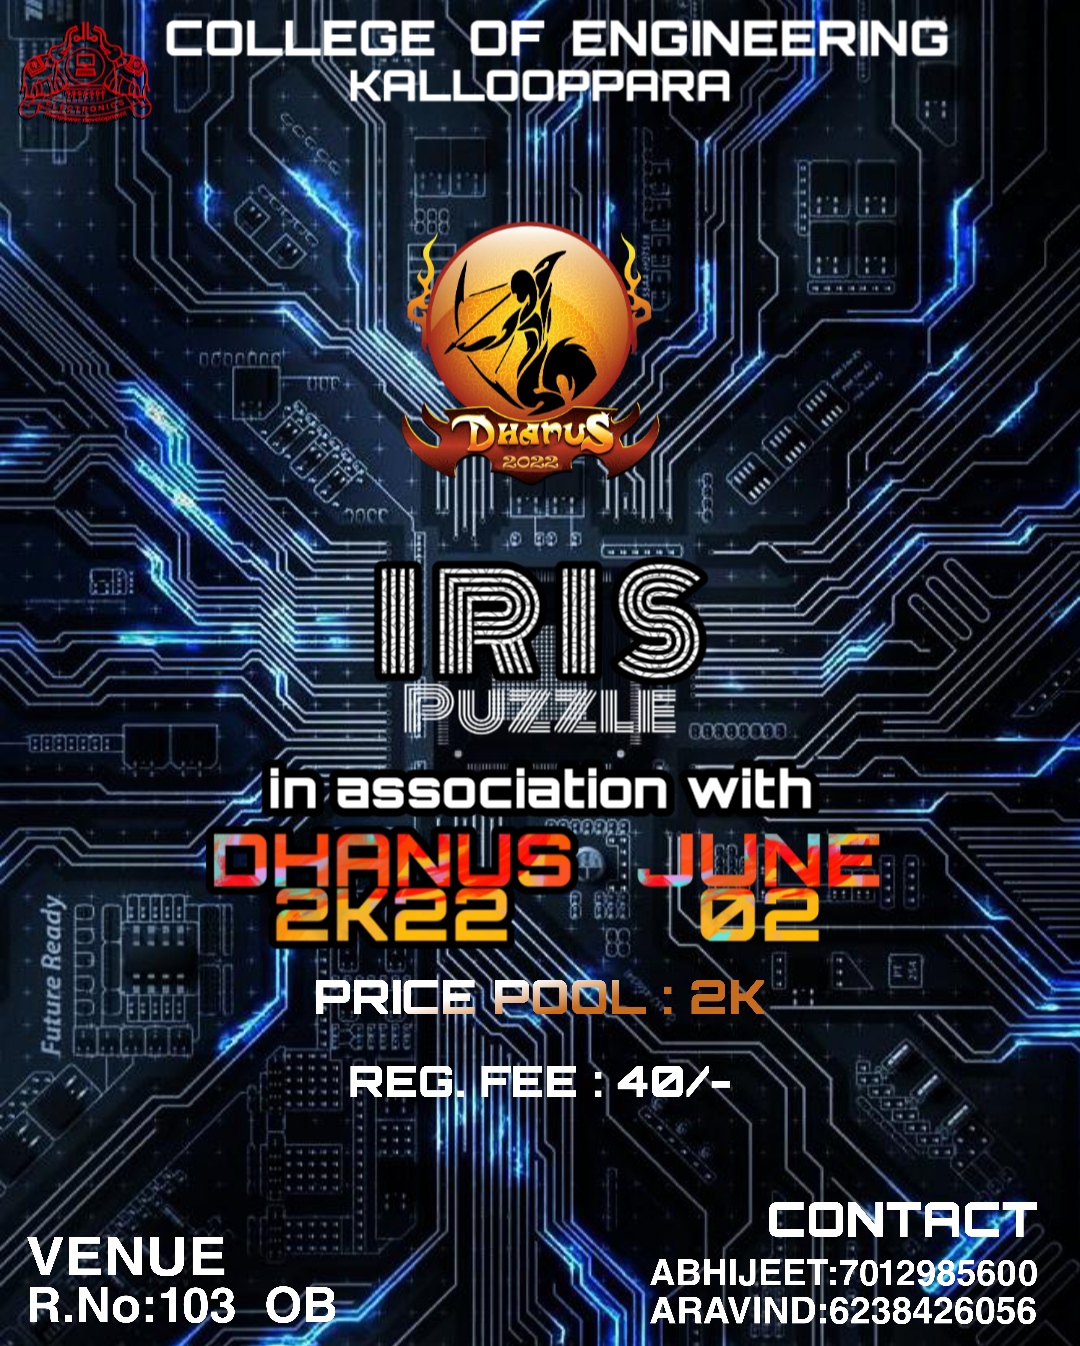 COLLEGE OF ENGINEERING
KALLOOPPARA
ELECTRONICS
DHANUS
2022
IRIS
PUZZLE
in association with
DHANUS JUNE
2K22 02
PRICE POOL : 2K
REG. FEE : 40/-
Future Ready
VENUE
R.No:103 OB
CONTACT
ABHIJEET:7012985600
ARAVIND:6238426056